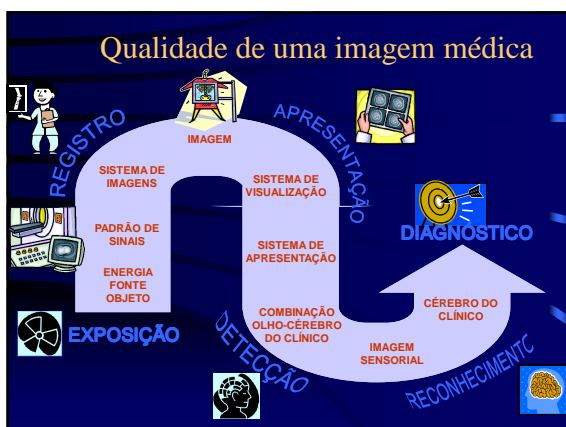 Qualidade de uma imagem médica
EXPOSIÇÃO
ENERGIA
FONTE
OBJETO
PADRÃO DE
SINAIS
SISTEMA DE
IMAGENS
REGISTRO
IMAGEM
APRESENTAÇÃO
SISTEMA DE
VISUALIZAÇÃO
SISTEMA DE
APRESENTAÇÃO
COMBINAÇÃO
OLHO-CÉREBRO
DO CLÍNICO
DETECÇÃO
IMAGEM
SENSORIAL
RECONHECIMENTO
CÉREBRO DO
CLÍNICO
DIAGNÓSTICO